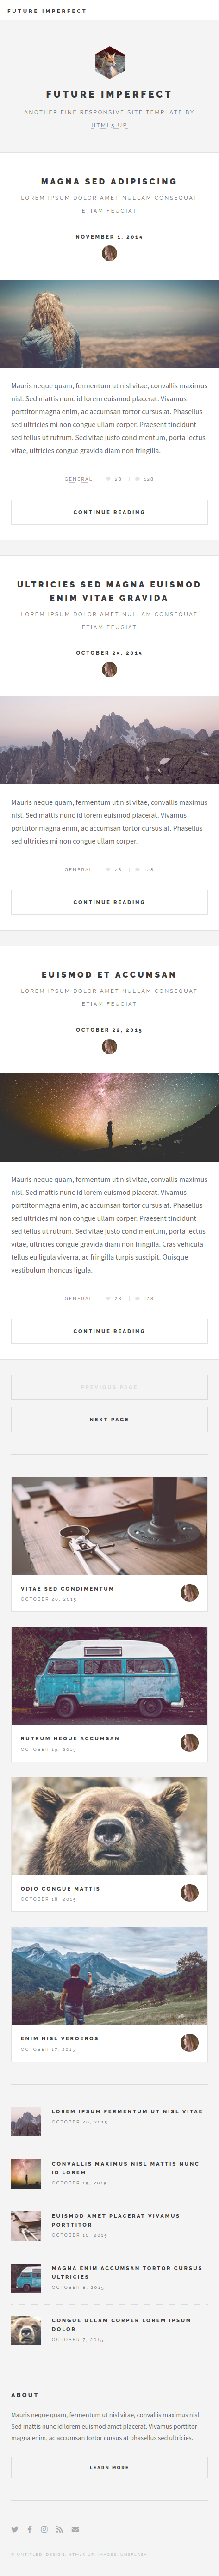 FUTURE IMPERFECT
FUTURE IMPERFECT
ANOTHER FINE RESPONSIVE SITE TEMPLATE BY
HTML5 UP
MAGNA SED ADIPISCING
LOREM IPSUM DOLOR AMET NULLAM CONSEQUAT
ETIAM FEUGIAT
NOVEMBER 1, 2015
Mauris neque quam, fermentum ut nisl vitae, convallis maximus
nisl. Sed mattis nunc id lorem euismod placerat. Vivamus
porttitor magna enim, ac accumsan tortor cursus at. Phasellus
sed ultricies mi non congue ullam corper. Praesent tincidunt
sed tellus ut rutrum. Sed vitae justo condimentum, porta lectus
vitae, ultricies congue gravida diam non fringilla.
GENERAL 28 128
CONTINUE READING
ULTRICIES SED MAGNA EUISMOD
ENIM VITAE GRAVIDA
LOREM IPSUM DOLOR AMET NULLAM CONSEQUAT
ETIAM FEUGIAT
OCTOBER 25, 2015
Mauris neque quam, fermentum ut nisl vitae, convallis maximus
nisl. Sed mattis nunc id lorem euismod placerat. Vivamus
porttitor magna enim, ac accumsan tortor cursus at. Phasellus
sed ultricies mi non congue ullam corper.
GENERAL 28 128
CONTINUE READING
EUISMOD ET ACCUMSAN
LOREM IPSUM DOLOR AMET NULLAM CONSEQUAT
ETIAM FEUGIAT
OCTOBER 22, 2015
Mauris neque quam, fermentum ut nisl vitae, convallis maximus
nisl. Sed mattis nunc id lorem euismod placerat. Vivamus
porttitor magna enim, ac accumsan tortor cursus at. Phasellus
sed ultricies mi non congue ullam corper. Praesent tincidunt
sed tellus ut rutrum. Sed vitae justo condimentum, porta lectus
vitae, ultricies congue gravida diam non fringilla. Cras vehicula
tellus eu ligula viverra, ac fringilla turpis suscipit. Quisque
vestibulum rhoncus ligula.
GENERAL 28 128
CONTINUE READING
PREVIOUS PAGE
NEXT PAGE
VITAE SED CONDIMENTUM
OCTOBER 20, 2015
RUTRUM NEQUE ACCUMSAN
OCTOBER 19, 2015
ODIO CONGUE MATTIS
OCTOBER 18, 2015
ENIM NISL VEROEROS
OCTOBER 17, 2015
LOREM IPSUM FERMENTUM UT NISL VITAE
OCTOBER 20, 2015
CONVALLIS MAXIMUS NISL MATTIS NUNC
ID LOREM
OCTOBER 15, 2015
EUISMOD AMET PLACERAT VIVAMUS
PORTTITOR
OCTOBER 10, 2015
MAGNA ENIM ACCUMSAN TORTOR CURSUS
ULTRICIES
OCTOBER 8, 2015
CONGUE ULLAM CORPER LOREM IPSUM
DOLOR
OCTOBER 7, 2015
ABOUT
Mauris neque quam, fermentum ut nisl vitae, convallis maximus nisl.
Sed mattis nunc id lorem euismod amet placerat. Vivamus porttitor
magna enim, ac accumsan tortor cursus at phasellus sed ultricies.
LEARN MORE
© UNTITLED. DESIGN: HTML5 UP. IMAGES: UNSPLASH.